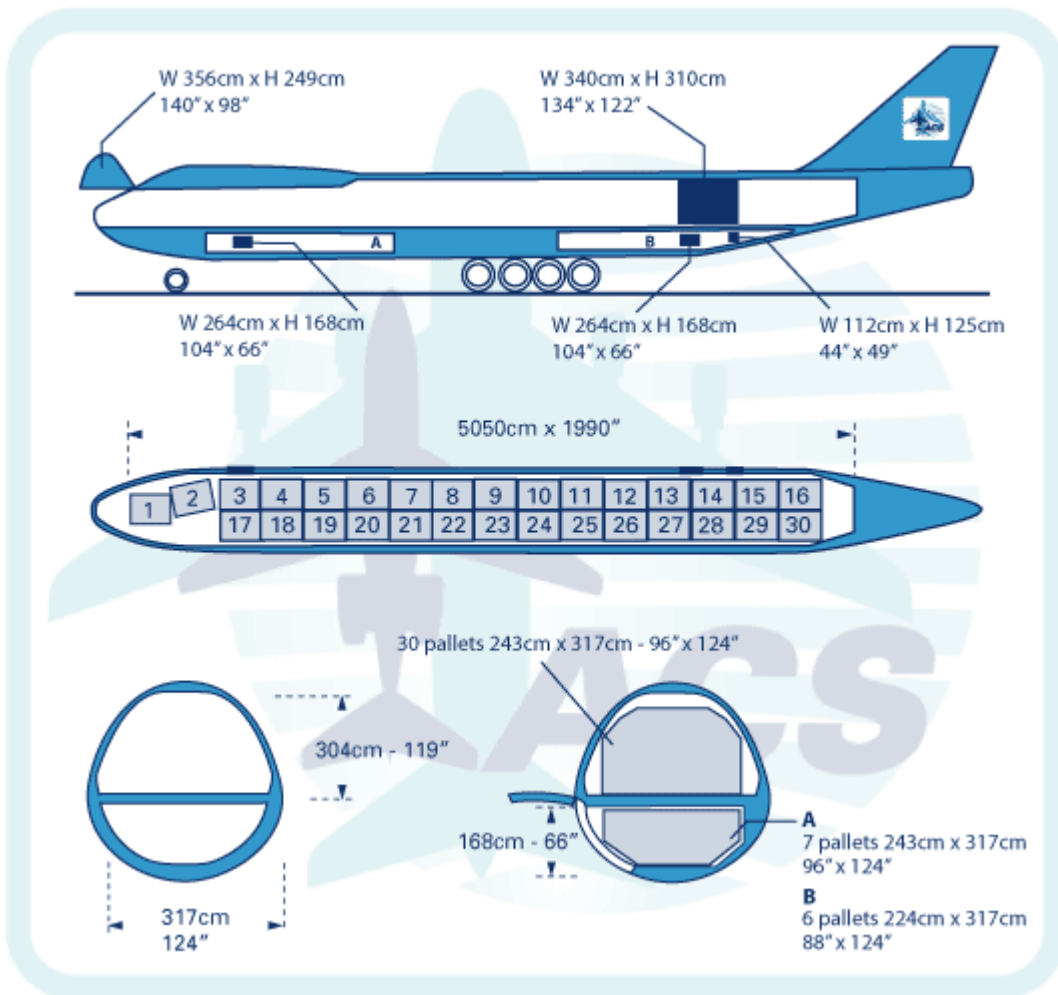 W 356cm x H 249cm
140" x 98"
W 340cm x H 310cm
134" x 122"
ACS
A
B
W 264cm x H 168cm
104" x 66"
W 264cm x H 168cm
104" x 66"
W 112cm x H 125cm
44" x 49"
5050cm x 1990"
1 2 3 4 5 6 7 8 9 10 11 12 13 14 15 16
17 18 19 20 21 22 23 24 25 26 27 28 29 30
30 pallets 243cm x 317cm - 96" x 124"
ACS
304cm - 119"
168cm - 66"
317cm
124"
A
7 pallets 243cm x 317cm
96" x 124"
B
6 pallets 224cm x 317cm
88" x 124"